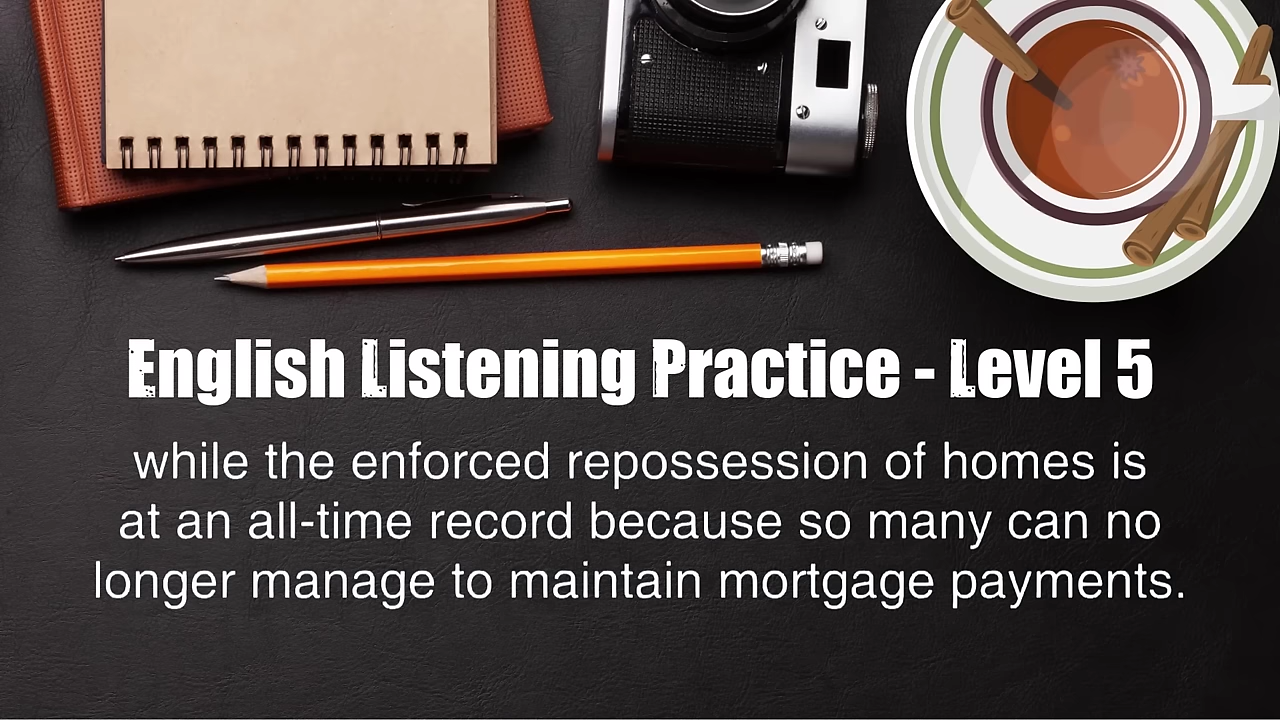 English Listening Practice - Level 5
while the enforced repossession of homes is
at an all-time record because so many can no
longer manage to maintain mortgage payments.